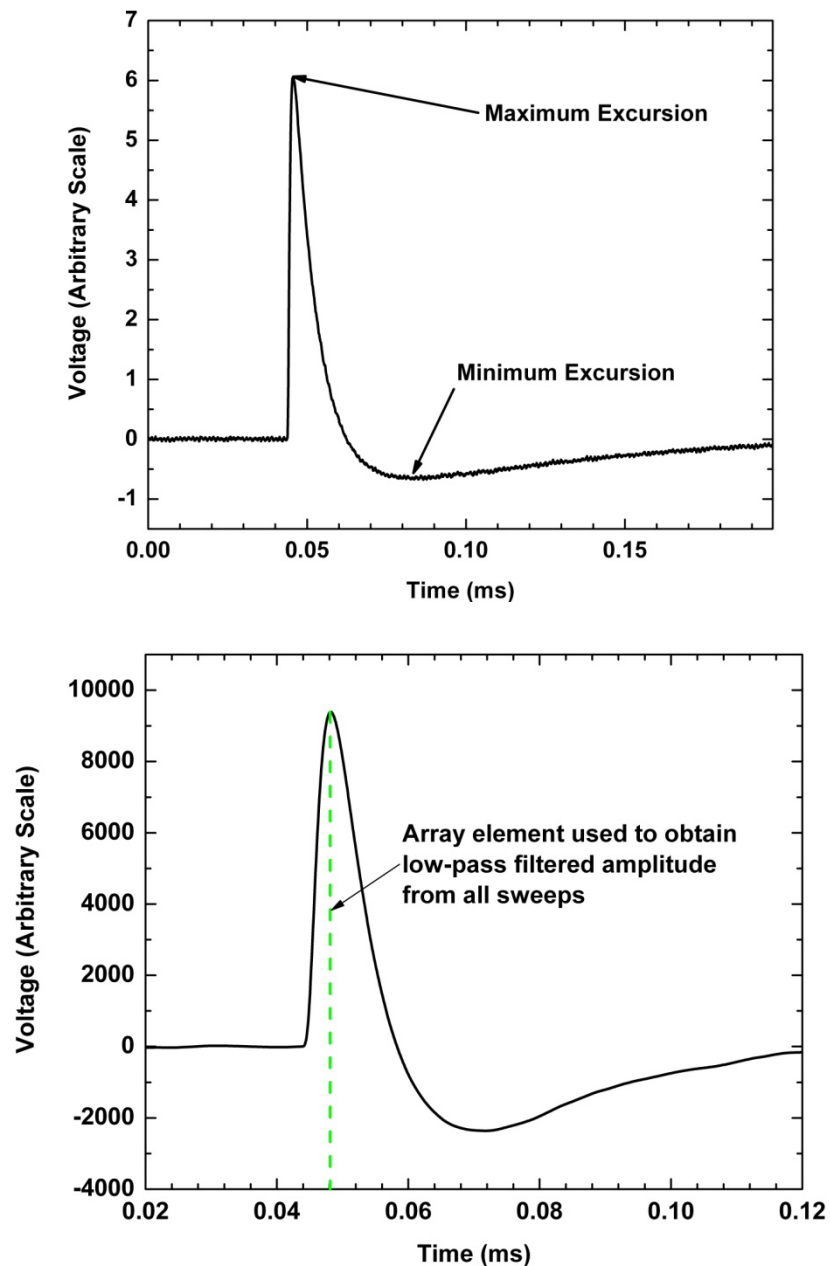 7
6
5
4
3
2
1
0
-1
Voltage (Arbitrary Scale)
Maximum Excursion
Minimum Excursion
0.00 0.05 0.10 0.15
Time (ms)
10000
8000
6000
4000
2000
0
-2000
-4000
Voltage (Arbitrary Scale)
Array element used to obtain
low-pass filtered amplitude
from all sweeps
0.02 0.04 0.06 0.08 0.10 0.12
Time (ms)